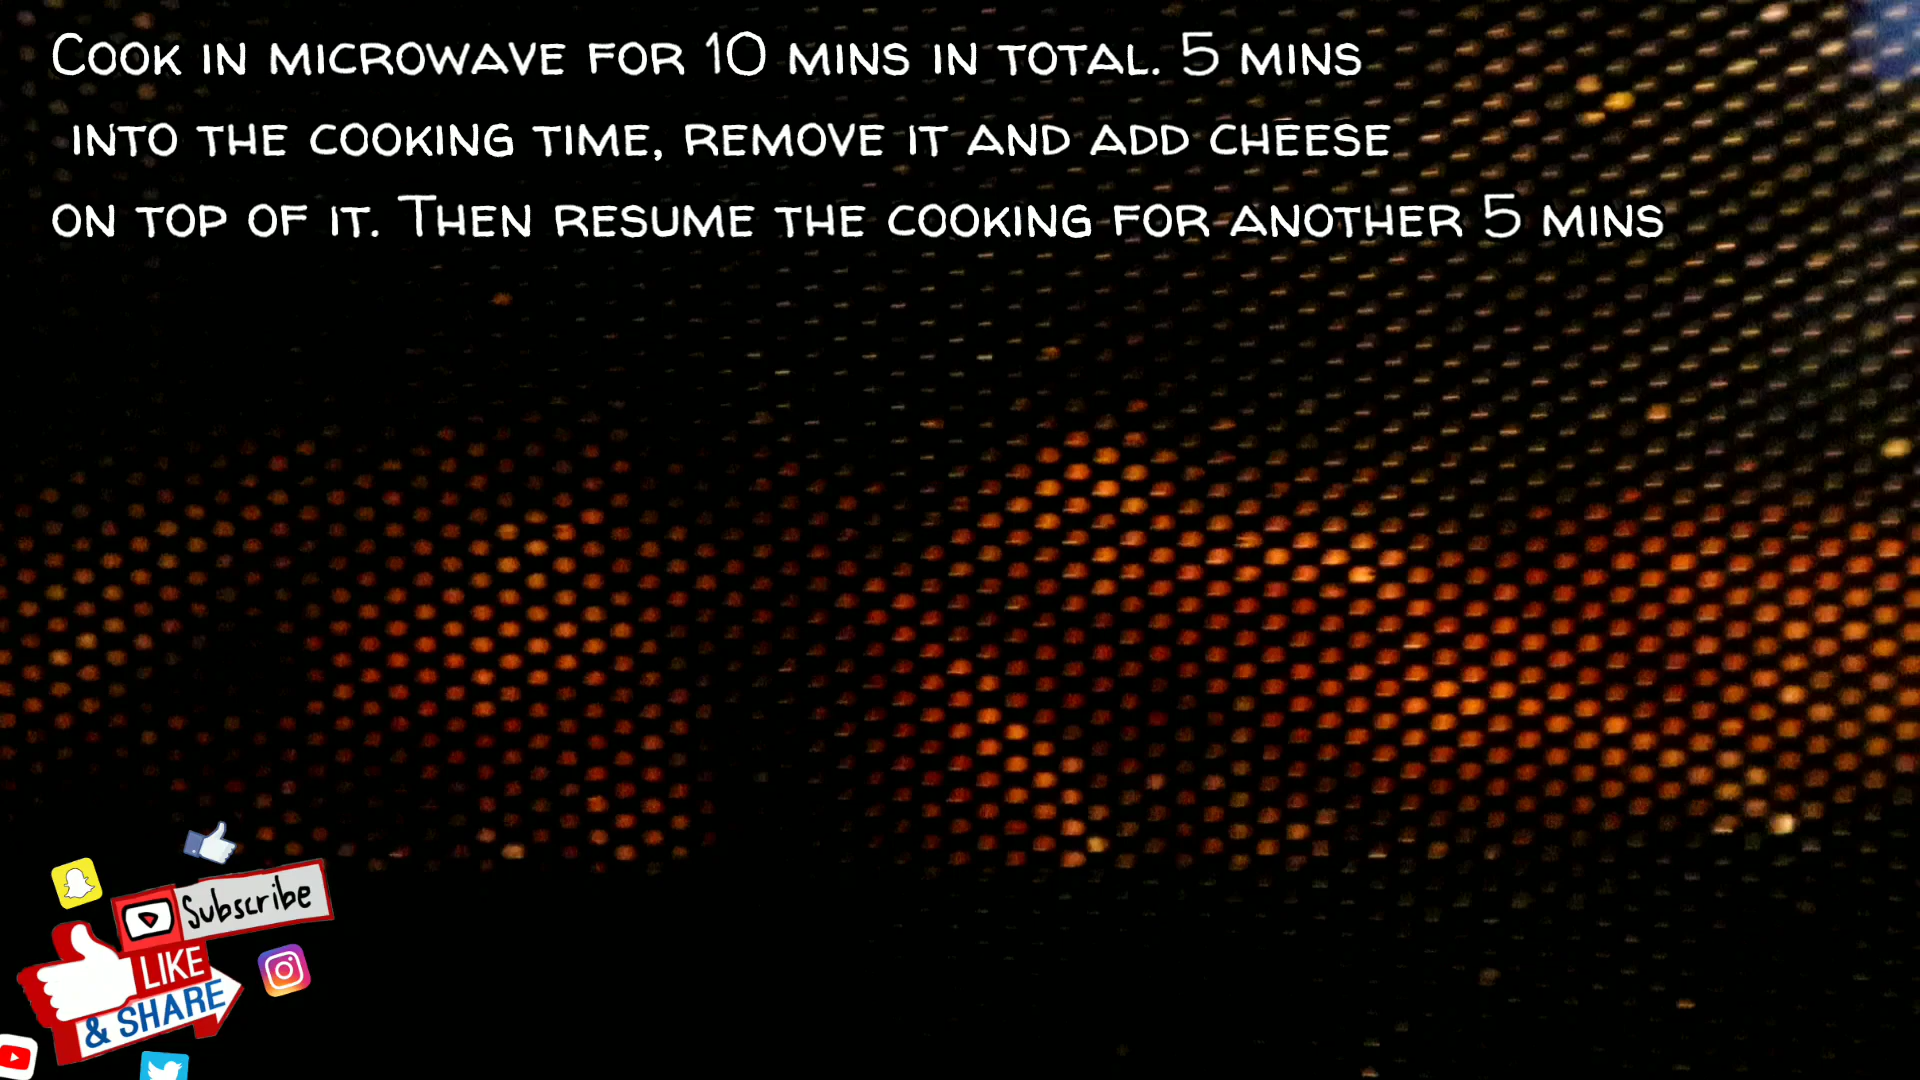 Cook in microwave for 10 mins in total. 5 mins
into the cooking time, remove it and add cheese
on top of it. Then resume the cooking for another 5 mins
Subscribe
LIKE
& SHARE